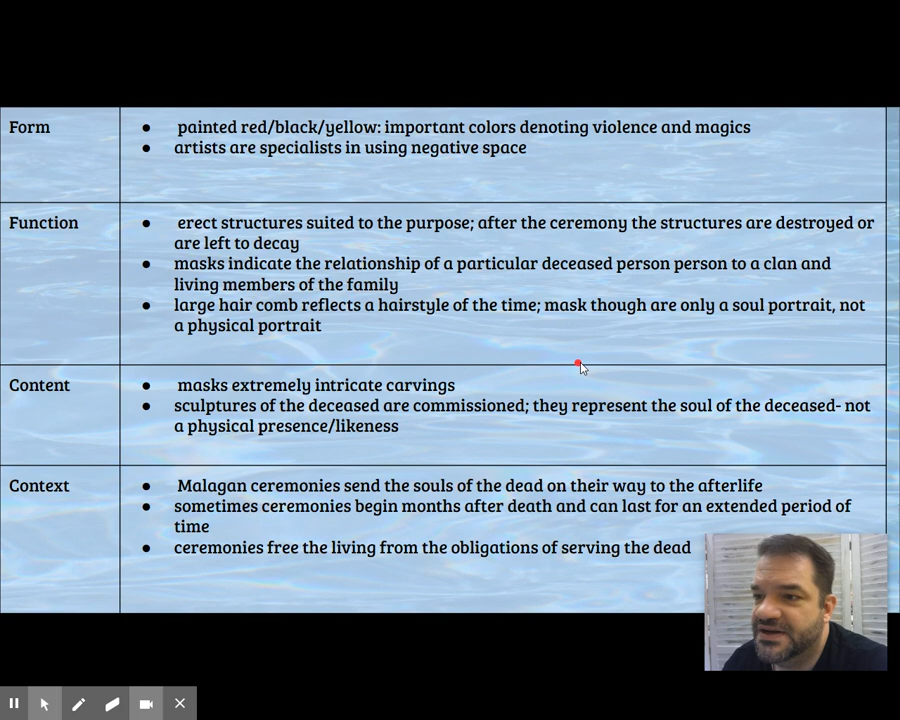 Form
● painted red/black/yellow: important colors denoting violence and magics
● artists are specialists in using negative space
Function
● erect structures suited to the purpose; after the ceremony the structures are destroyed or
are left to decay
● masks indicate the relationship of a particular deceased person person to a clan and
living members of the family
● large hair comb reflects a hairstyle of the time; mask though are only a soul portrait, not
a physical portrait
Content
● masks extremely intricate carvings
● sculptures of the deceased are commissioned; they represent the soul of the deceased- not
a physical presence/likeness
Context
● Malagan ceremonies send the souls of the dead on their way to the afterlife
● sometimes ceremonies begin months after death and can last for an extended period of
time
● ceremonies free the living from the obligations of serving the dead